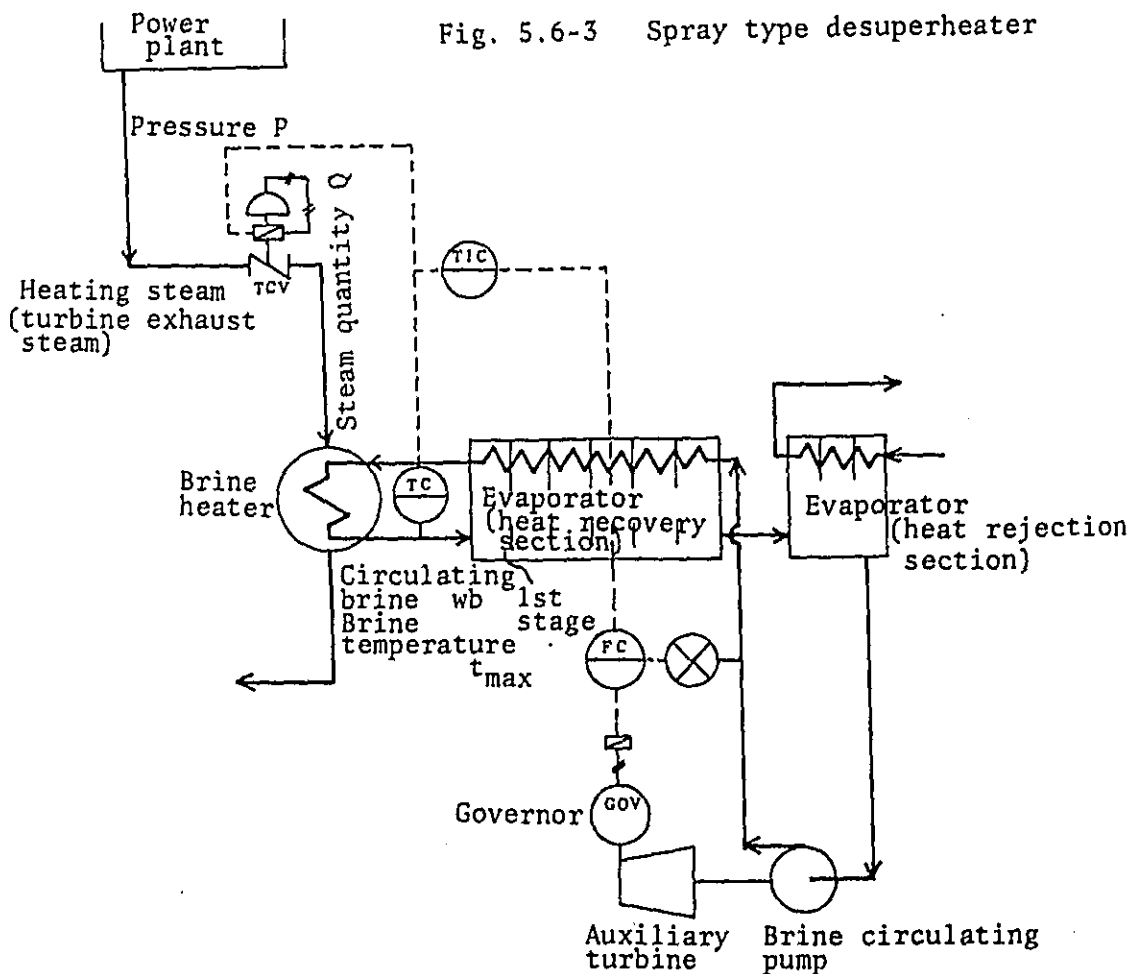 Fig. 5.6-3 Spray type desuperheater
Power
plant
Pressure P
Steam quantity Q
TIC
TCV
Heating steam
(turbine exhaust
steam)
Brine
heater
TC
Evaporator
(heat recovery
section)
Evaporator
(heat rejection
section)
Circulating
brine wb
Brine
temperature
tmax
1st
stage
FC
Governor
GOV
Auxiliary
turbine
Brine circulating
pump